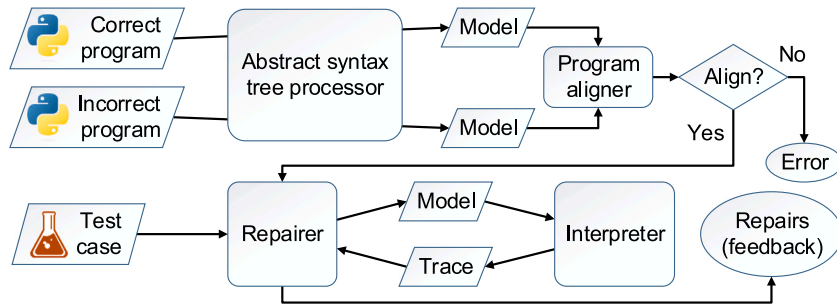 Correct
program
Abstract syntax
tree processor
Model
Program
aligner
Align?
No
Incorrect
program
Model
Yes
Error
Test
case
Repairer
Model
Trace
Interpreter
Repairs
(feedback)